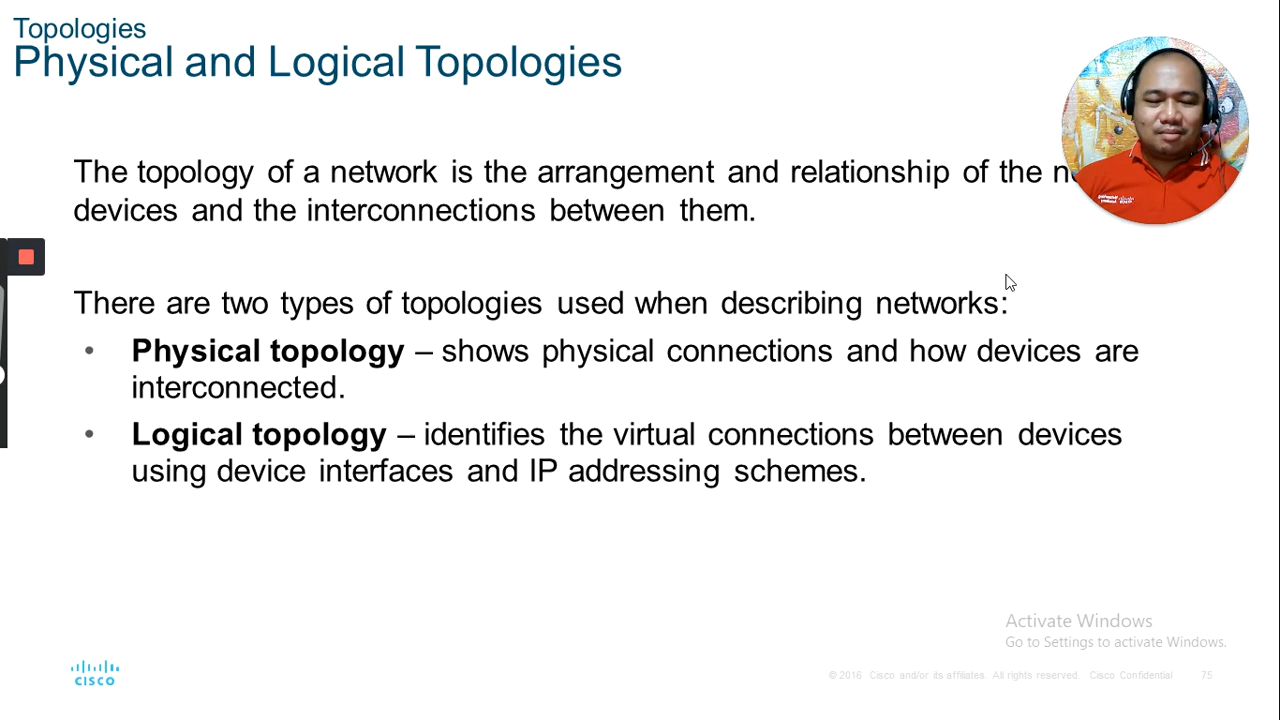 Topologies
Physical and Logical Topologies
The topology of a network is the arrangement and relationship of the
devices and the interconnections between them.
There are two types of topologies used when describing networks:
• Physical topology – shows physical connections and how devices are
interconnected.
• Logical topology – identifies the virtual connections between devices
using device interfaces and IP addressing schemes.
Activate Windows
Go to Settings to activate Windows.
CISCO
© 2016 Cisco and/or its affiliates. All rights reserved. Cisco Confidential 75